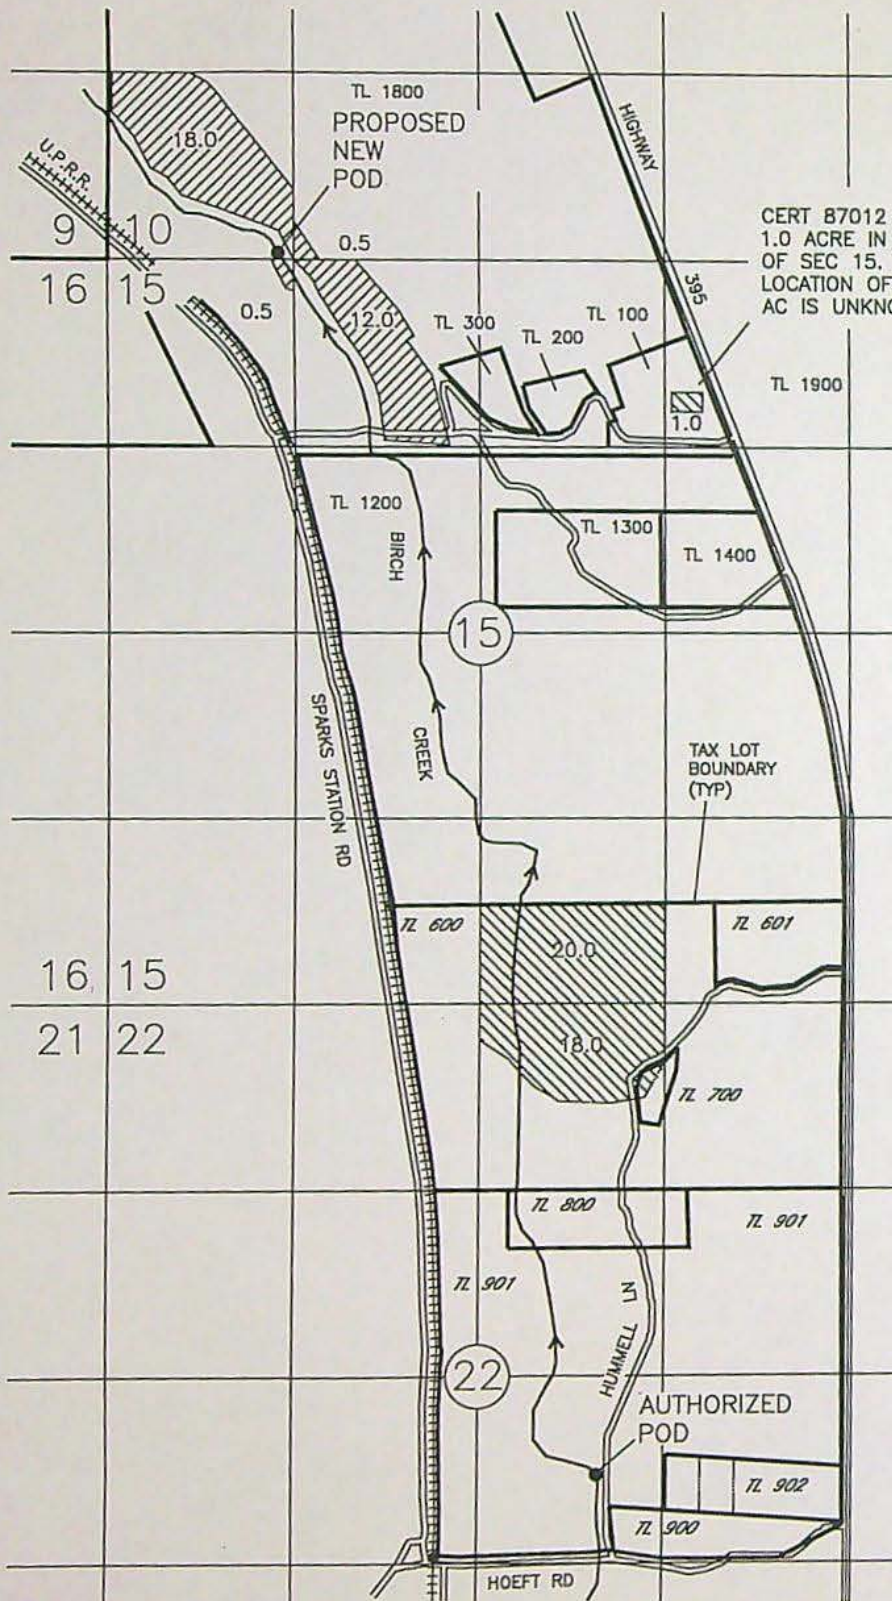 TL 1800
PROPOSED
NEW
POD
18.0
U.P.R.R.
9 10
16 15
0.5
0.5
12.0
HIGHWAY
395
CERT 87012
1.0 ACRE IN
OF SEC 15.
LOCATION OF
AC IS UNKNO
TL 300
TL 200
TL 100
1.0
TL 1900
TL 1200
BIRCH
TL 1300
TL 1400
15
SPARKS STATION RD
CREEK
TAX LOT
BOUNDARY
(TYP)
TL 600
20.0
TL 601
16 15
21 22
18.0
TL 700
TL 800
TL 901
TL 901
HUMMELL LN
22
AUTHORIZED
POD
TL 902
TL 900
HOEFT RD